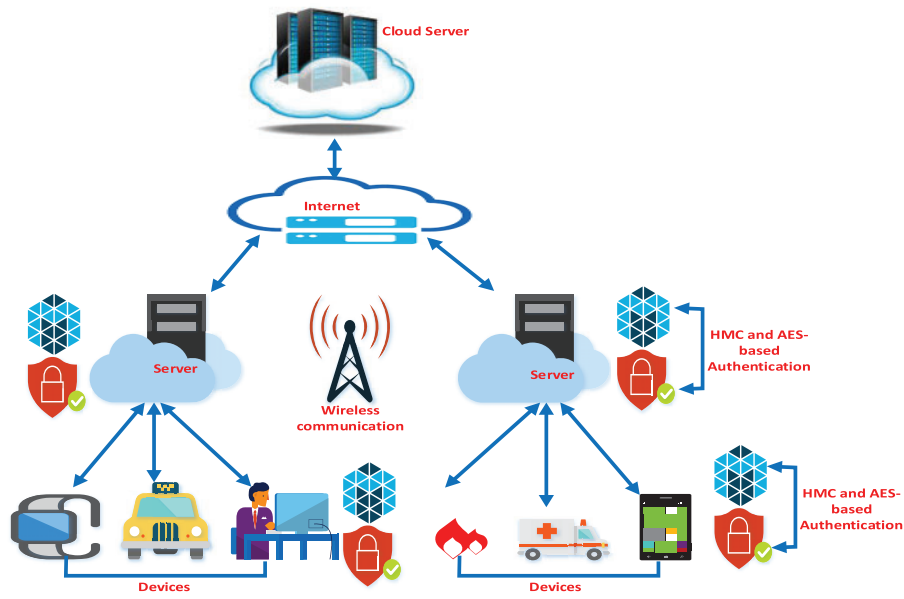 Cloud Server
Internet
Server
Wireless
communication
Server
HMC and AES-
based
Authentication
HMC and AES-
based
Authentication
Devices
Devices